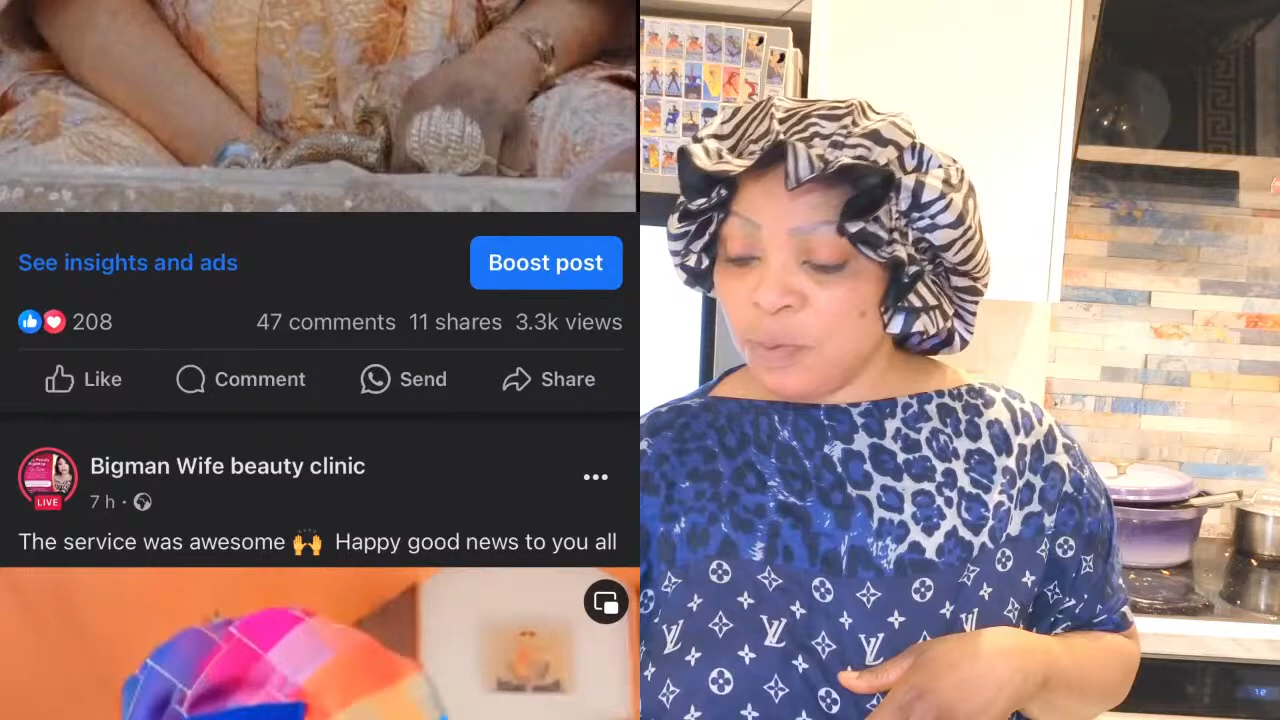 See insights and ads
Boost post
208
47 comments 11 shares 3.3k views
Like
Comment
Send
Share
Bigman Wife beauty clinic
LIVE
7 h
The service was awesome 🙌 Happy good news to you all